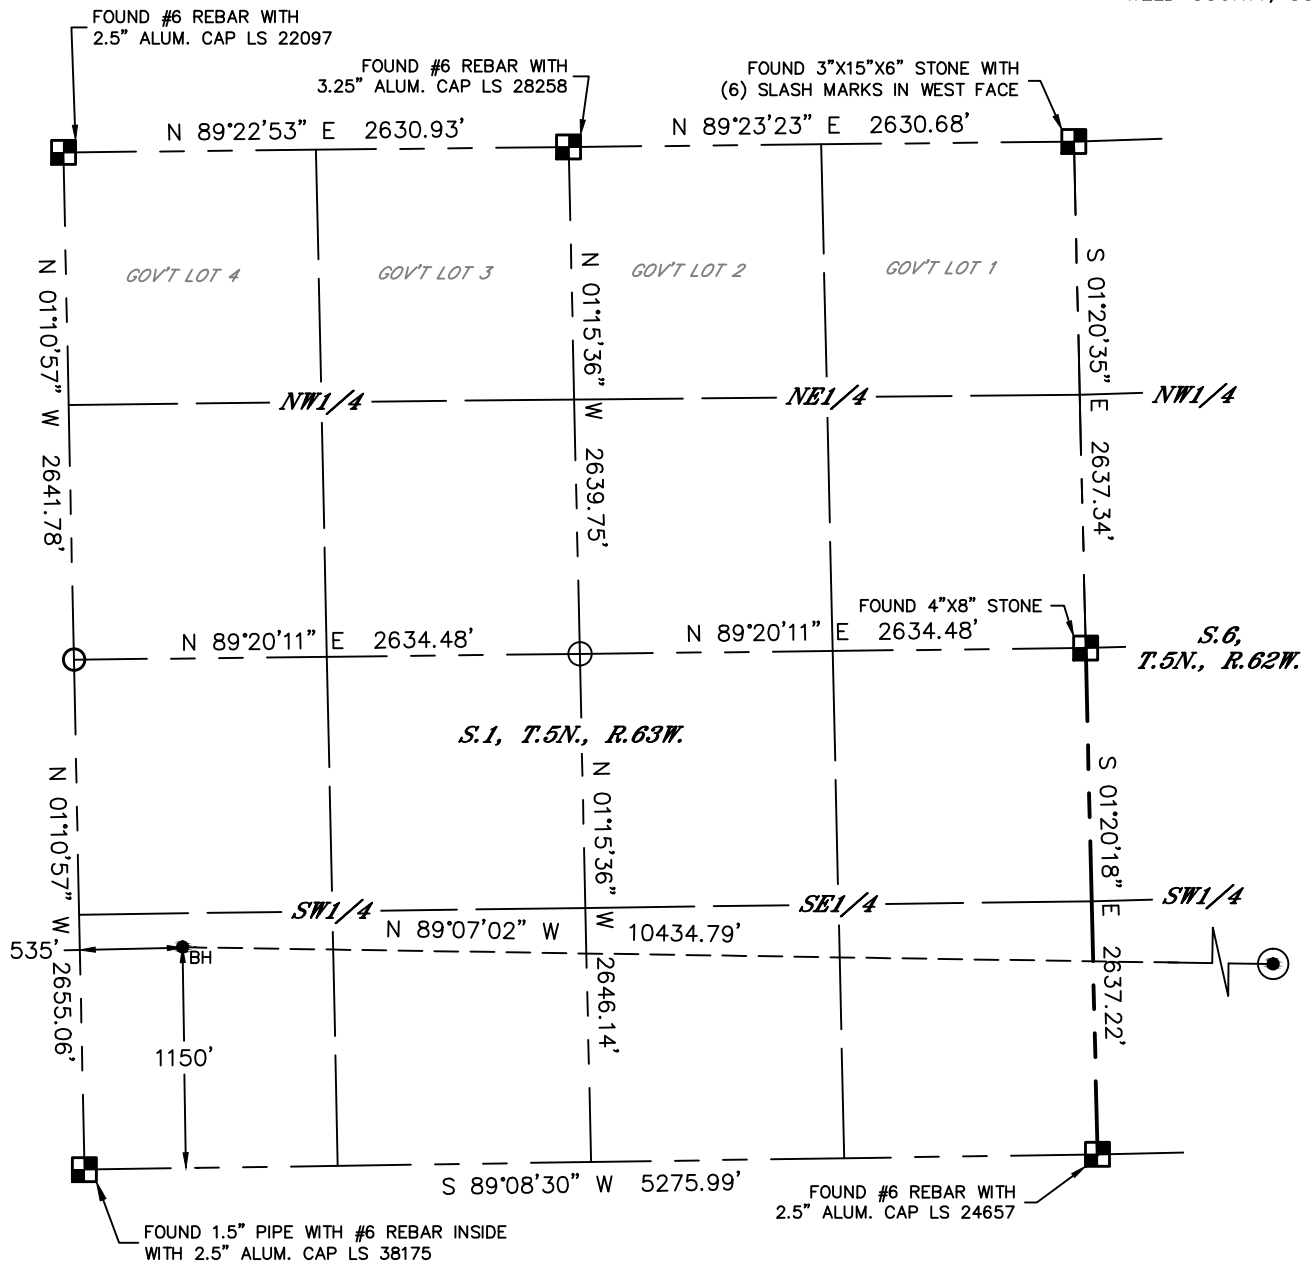 FOUND #6 REBAR WITH
2.5" ALUM. CAP LS 22097
FOUND #6 REBAR WITH
3.25" ALUM. CAP LS 28258
FOUND 3"X15"X6" STONE WITH
(6) SLASH MARKS IN WEST FACE
N 89°22'53" E 2630.93'
N 89°23'23" E 2630.68'
GOV'T LOT 4
GOV'T LOT 3
GOV'T LOT 2
GOV'T LOT 1
N 01°10'57" W 2641.78'
N 01°15'36" W 2639.75'
S 01°20'35" E 2637.34'
NW1/4
NE1/4
NW1/4
FOUND 4"X8" STONE
N 89°20'11" E 2634.48'
N 89°20'11" E 2634.48'
S.6,
T.5N., R.62W.
S.1, T.5N., R.63W.
N 01°10'57" W 2655.06'
N 01°15'36" W 2646.14'
S 01°20'18" E 2637.22'
SW1/4
SE1/4
SW1/4
N 89°07'02" W 10434.79'
535'
BH
1150'
S 89°08'30" W 5275.99'
FOUND #6 REBAR WITH
2.5" ALUM. CAP LS 24657
FOUND 1.5" PIPE WITH #6 REBAR INSIDE
WITH 2.5" ALUM. CAP LS 38175